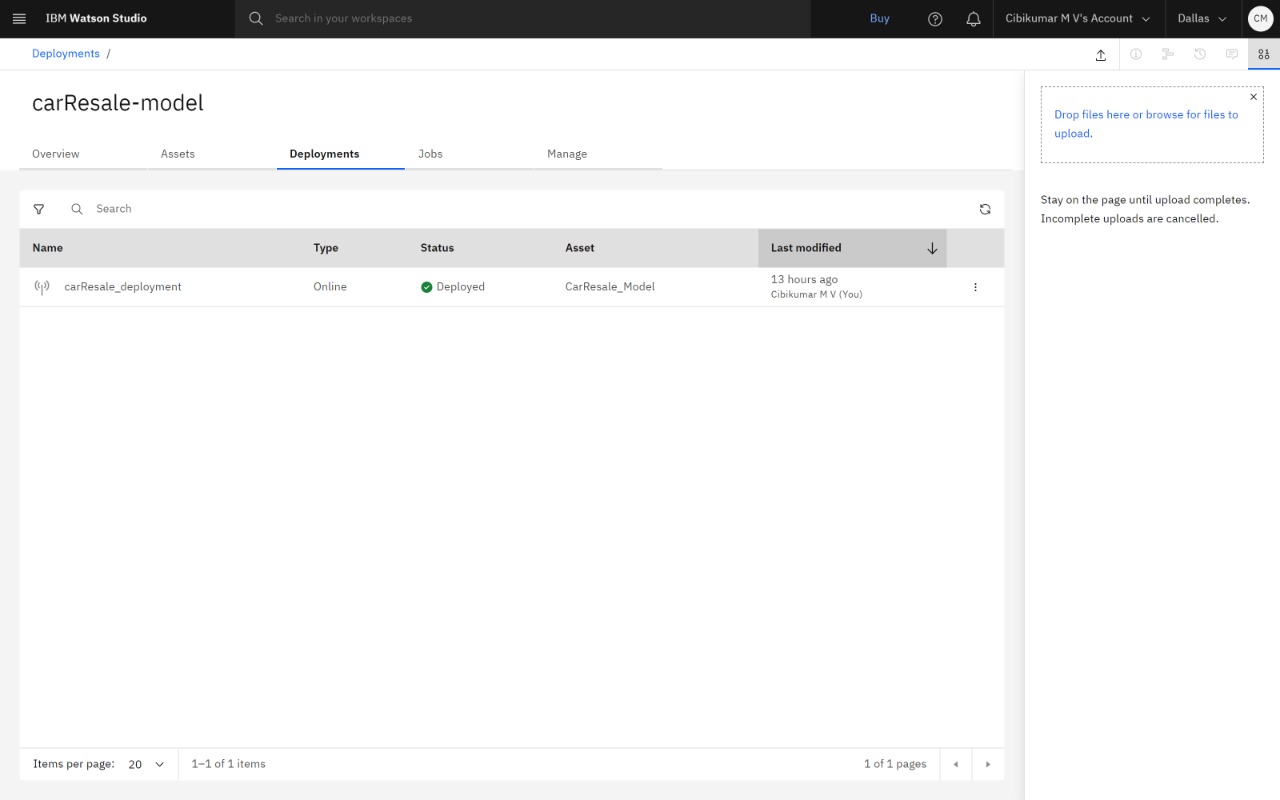 IBM Watson Studio
Search in your workspaces
Buy
Cibikumar M V's Account
Dallas
CM
Deployments /
carResale-model
Overview
Assets
Deployments
Jobs
Manage
Search
Name
Type
Status
Asset
Last modified
carResale_deployment
Online
Deployed
CarResale_Model
13 hours ago
Cibikumar M V (You)
Items per page: 20
1–1 of 1 items
1 of 1 pages
Drop files here or browse for files to
upload.
Stay on the page until upload completes.
Incomplete uploads are cancelled.